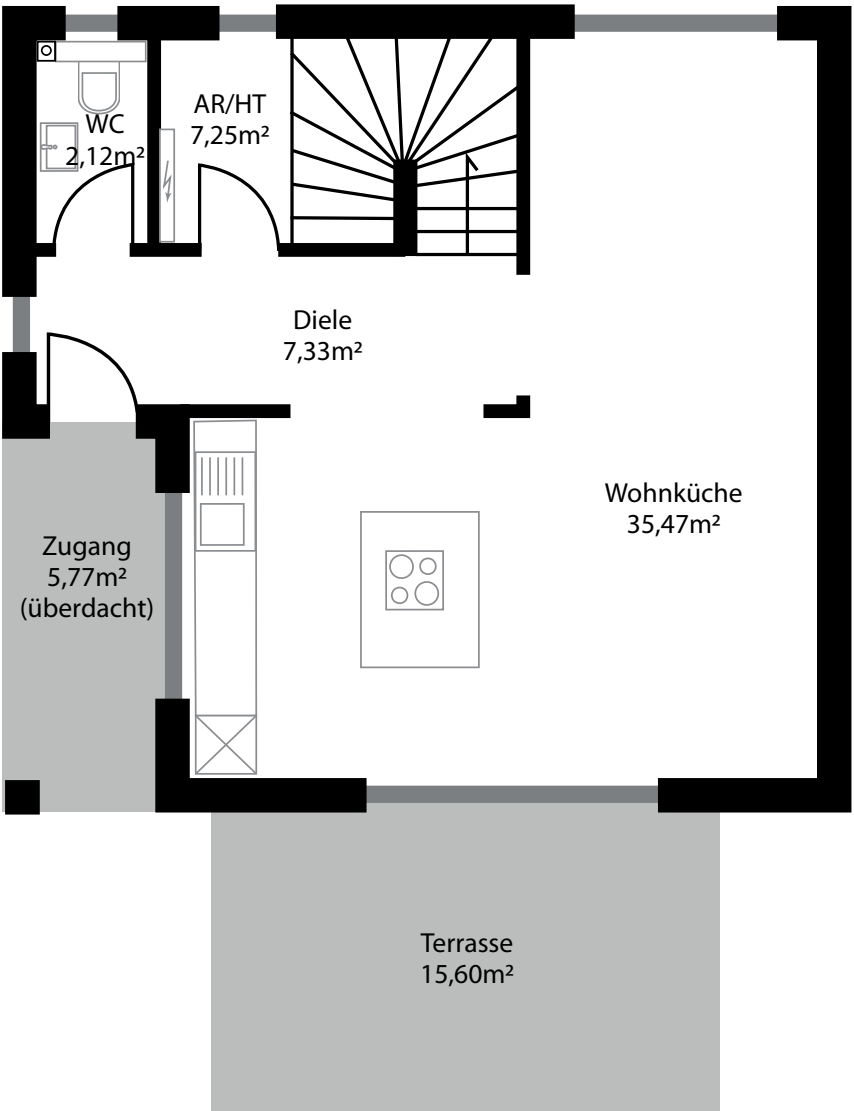 WC
2,12m²
AR/HT
7,25m²
Diele
7,33m²
Wohnküche
35,47m²
Zugang
5,77m²
(überdacht)
Terrasse
15,60m²